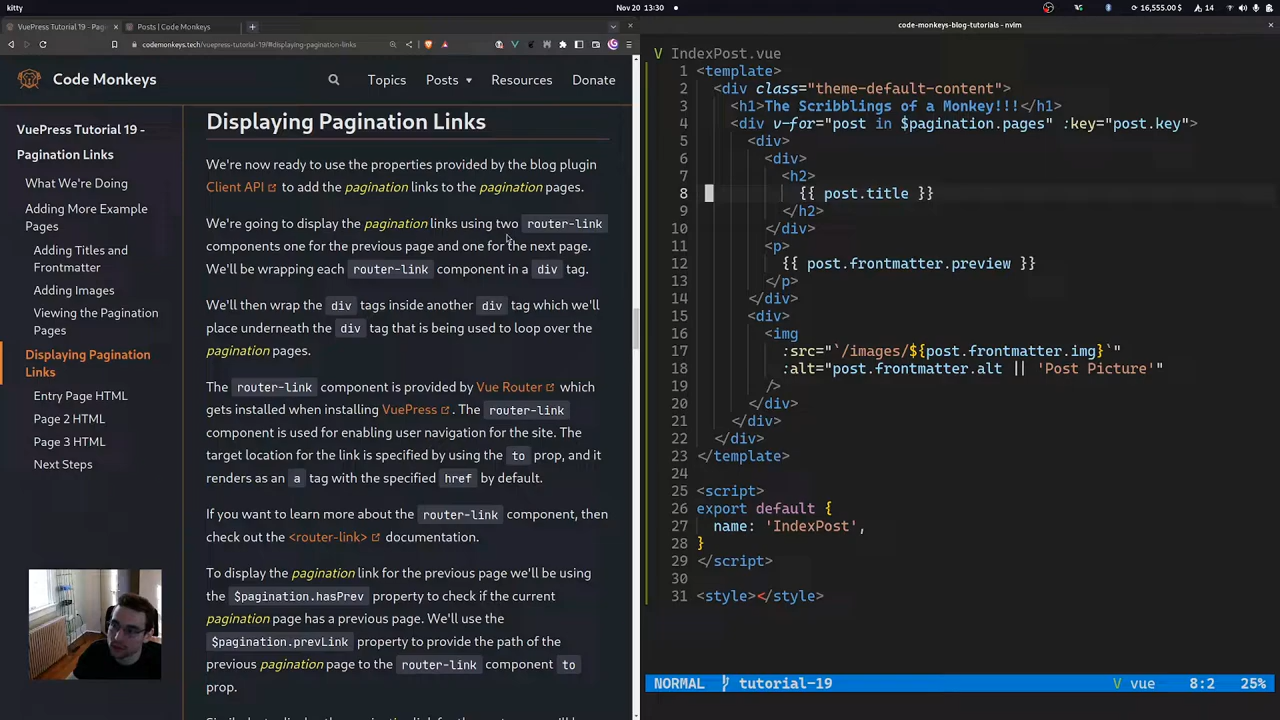 kitty
Nov 20 13:30
16,555.00
14
VuePress Tutorial 19 - Pag
Posts | Code Monkeys
codemonkeys.tech/vuepress-tutorial-19/#displaying-pagination-links
Code Monkeys
Topics
Posts
Resources
Donate
VuePress Tutorial 19 -
Pagination Links
What We're Doing
Adding More Example
Pages
Adding Titles and
Frontmatter
Adding Images
Viewing the Pagination
Pages
Displaying Pagination
Links
Entry Page HTML
Page 2 HTML
Page 3 HTML
Next Steps
Displaying Pagination Links
We're now ready to use the properties provided by the blog plugin
Client API to add the pagination links to the pagination pages.
We're going to display the pagination links using two router-link
components one for the previous page and one for the next page.
We'll be wrapping each router-link component in a div tag.
We'll then wrap the div tags inside another div tag which we'll
place underneath the div tag that is being used to loop over the
pagination pages.
The router-link component is provided by Vue Router which
gets installed when installing VuePress. The router-link
component is used for enabling user navigation for the site. The
target location for the link is specified by using the to prop, and it
renders as an a tag with the specified href by default.
If you want to learn more about the router-link component, then
check out the <router-link> documentation.
To display the pagination link for the previous page we'll be using
the $pagination.hasPrev property to check if the current
pagination page has a previous page. We'll use the
$pagination.prevLink property to provide the path of the
previous pagination page to the router-link component to
prop.
code-monkeys-blog-tutorials - nvim
IndexPost.vue
1 <template>
2 <div class="theme-default-content">
3 <h1>The Scribblings of a Monkey!!!</h1>
4 <div v-for="post in $pagination.pages" :key="post.key">
5 <div>
6 <div>
7 <h2>
8 {{ post.title }}
9 </h2>
10 </div>
11 <p>
12 {{ post.frontmatter.preview }}
13 </p>
14 </div>
15 <div>
16 <img
17 :src="`/images/${post.frontmatter.img}`"
18 :alt="post.frontmatter.alt || 'Post Picture'"
19 />
20 </div>
21 </div>
22 </div>
23 </template>
24
25 <script>
26 export default {
27 name: 'IndexPost',
28 }
29 </script>
30
31 <style></style>
NORMAL tutorial-19 vue 8:2 25%